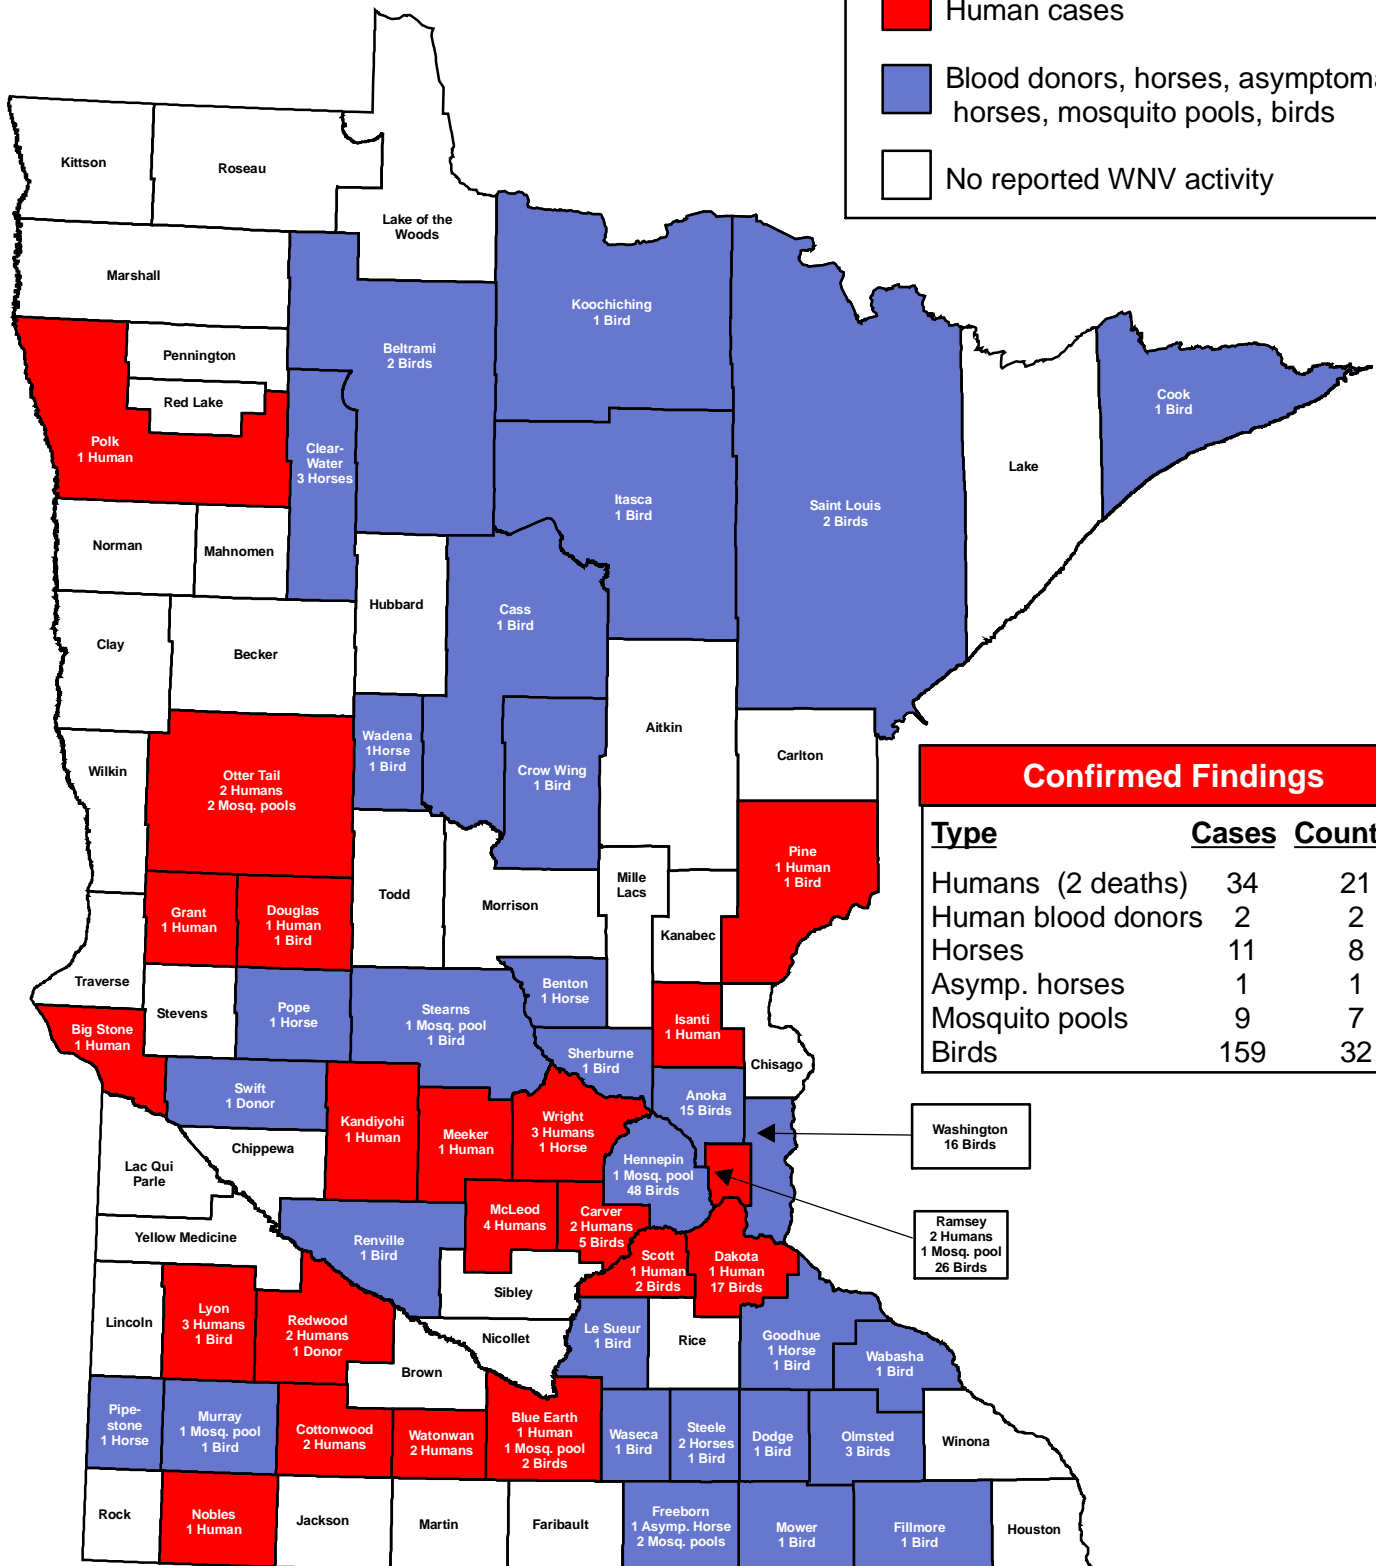 Human cases
Blood donors, horses, asymptoma
horses, mosquito pools, birds
No reported WNV activity
Kittson
Roseau
Lake of the
Woods
Marshall
Koochiching
1 Bird
Beltrami
2 Birds
Pennington
Red Lake
Cook
1 Bird
Polk
1 Human
Clear-
Water
3 Horses
Lake
Itasca
1 Bird
Saint Louis
2 Birds
Norman
Mahnomen
Hubbard
Cass
1 Bird
Clay
Becker
Aitkin
Wadena
1Horse
1 Bird
Carlton
Wilkin
Otter Tail
2 Humans
2 Mosq. pools
Crow Wing
1 Bird
Confirmed Findings
Type Cases Count
Humans (2 deaths) 34 21
Human blood donors 2 2
Horses 11 8
Asymp. horses 1 1
Mosquito pools 9 7
Birds 159 32
Pine
1 Human
1 Bird
Mille
Lacs
Todd
Morrison
Grant
1 Human
Douglas
1 Human
1 Bird
Kanabec
Traverse
Stevens
Pope
1 Horse
Stearns
1 Mosq. pool
1 Bird
Benton
1 Horse
Isanti
1 Human
Big Stone
1 Human
Sherburne
1 Bird
Chisago
Swift
1 Donor
Anoka
15 Birds
Kandiyohi
1 Human
Meeker
1 Human
Wright
3 Humans
1 Horse
Washington
16 Birds
Chippewa
Lac Qui
Parle
Hennepin
1 Mosq. pool
48 Birds
McLeod
4 Humans
Carver
2 Humans
5 Birds
Ramsey
2 Humans
1 Mosq. pool
26 Birds
Yellow Medicine
Renville
1 Bird
Scott
1 Human
2 Birds
Dakota
1 Human
17 Birds
Sibley
Lincoln
Lyon
3 Humans
1 Bird
Redwood
2 Humans
1 Donor
Nicollet
Le Sueur
1 Bird
Rice
Goodhue
1 Horse
1 Bird
Wabasha
1 Bird
Brown
Pipe-
stone
1 Horse
Murray
1 Mosq. pool
1 Bird
Cottonwood
2 Humans
Watonwan
2 Humans
Blue Earth
1 Human
1 Mosq. pool
2 Birds
Waseca
1 Bird
Steele
2 Horses
1 Bird
Dodge
1 Bird
Olmsted
3 Birds
Winona
Rock
Nobles
1 Human
Jackson
Martin
Faribault
Freeborn
1 Asymp. Horse
2 Mosq. pools
Mower
1 Bird
Fillmore
1 Bird
Houston